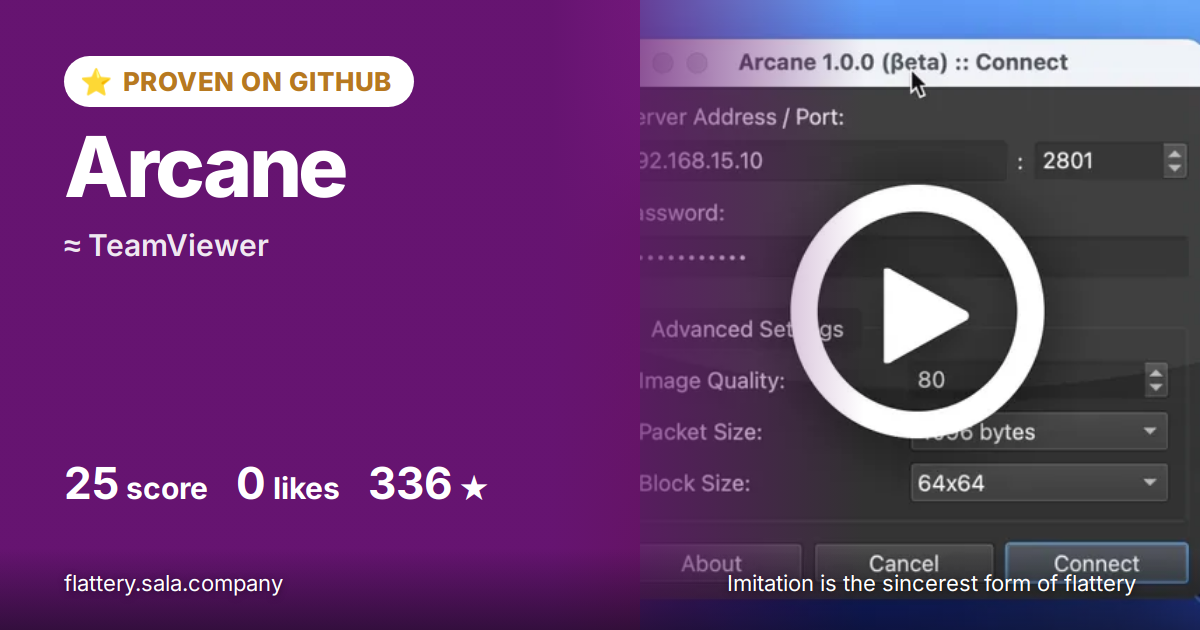 ⭐ PROVEN ON GITHUB
Arcane
≈ TeamViewer
25 score 0 likes 336 ★
flattery.sala.company
Arcane 1.0.0 (βeta) :: Connect
erver Address / Port:
92.168.15.10 : 2801
assword:
Advanced Settings
Image Quality: 80
Packet Size: bytes
Block Size: 64x64
About Cancel Connect
Imitation is the sincerest form of flattery